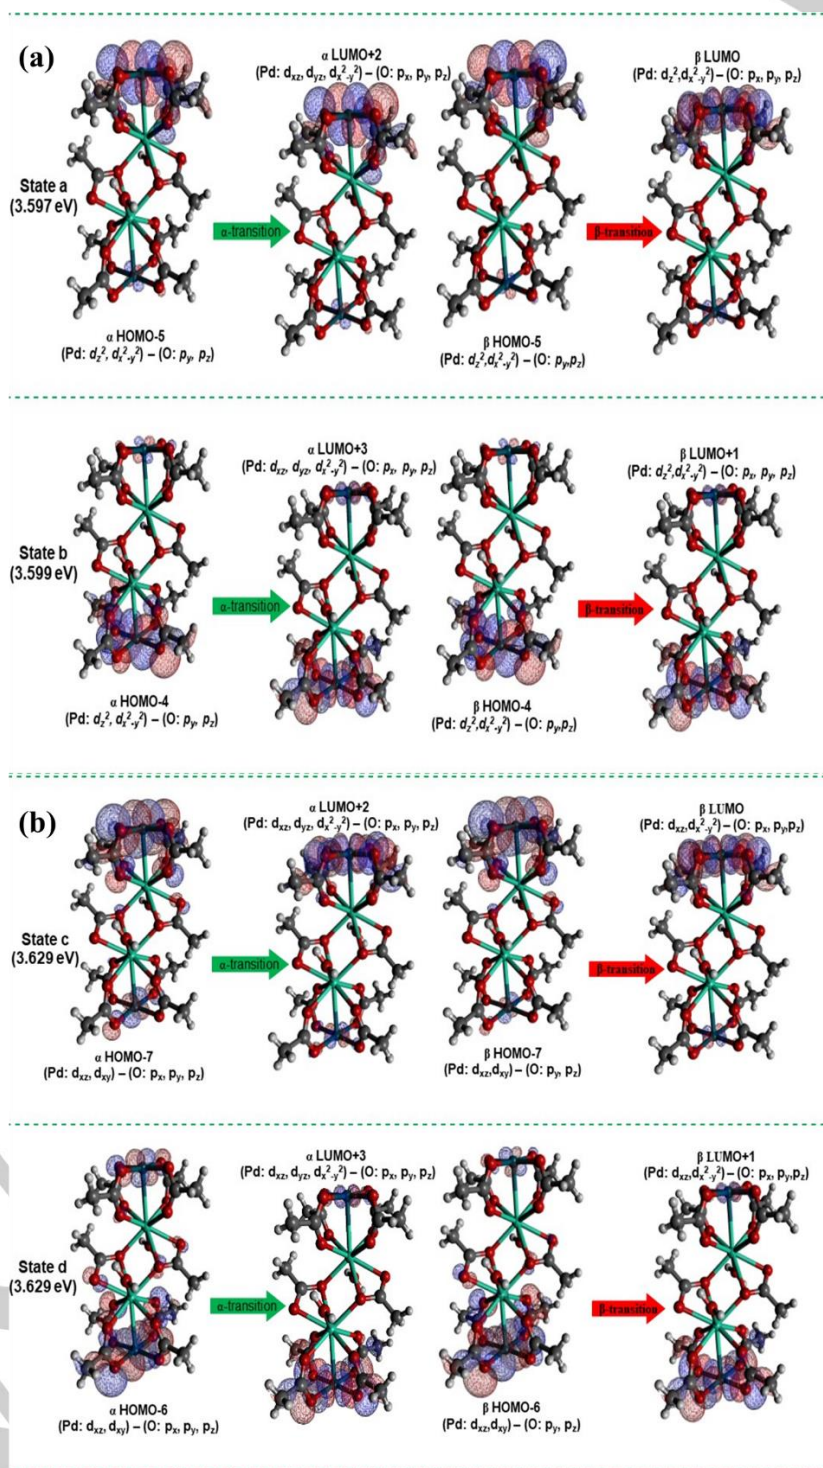 (a)
α LUMO+2
(Pd: dxz, dyz, dx²-y²) – (O: px, py, pz)
β LUMO
(Pd: dz²,dx²-y²) – (O: px, py, pz)
State a
(3.597 eV)
α-transition
β-transition
α HOMO-5
(Pd: dz², dx²-y²) – (O: py, pz)
β HOMO-5
(Pd: dz²,dx²-y²) – (O: py,pz)
α LUMO+3
(Pd: dxz, dyz, dx²-y²) – (O: px, py, pz)
β LUMO+1
(Pd: dz²,dx²-y²) – (O: px, py, pz)
State b
(3.599 eV)
α-transition
β-transition
α HOMO-4
(Pd: dz², dx²-y²) – (O: py, pz)
β HOMO-4
(Pd: dz²,dx²-y²) – (O: py,pz)
(b)
α LUMO+2
(Pd: dxz, dyz, dx²-y²) – (O: px, py, pz)
β LUMO
(Pd: dxz,dx²-y²) – (O: px, py,pz)
State c
(3.629 eV)
α-transition
β-transition
α HOMO-7
(Pd: dxz, dxy) – (O: px, py, pz)
β HOMO-7
(Pd: dxz,dxy) – (O: py, pz)
α LUMO+3
(Pd: dxz, dyz, dx²-y²) – (O: px, py, pz)
β LUMO+1
(Pd: dxz,dx²-y²) – (O: px, py,pz)
State d
(3.629 eV)
α-transition
β-transition
α HOMO-6
(Pd: dxz, dxy) – (O: px, py, pz)
β HOMO-6
(Pd: dxz,dxy) – (O: py, pz)